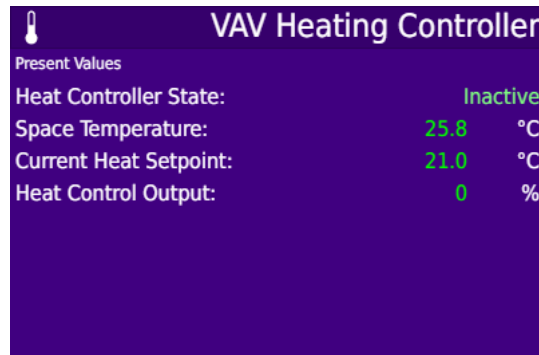 VAV Heating Controller
Present Values
Heat Controller State: Inactive
Space Temperature: 25.8 °C
Current Heat Setpoint: 21.0 °C
Heat Control Output: 0 %